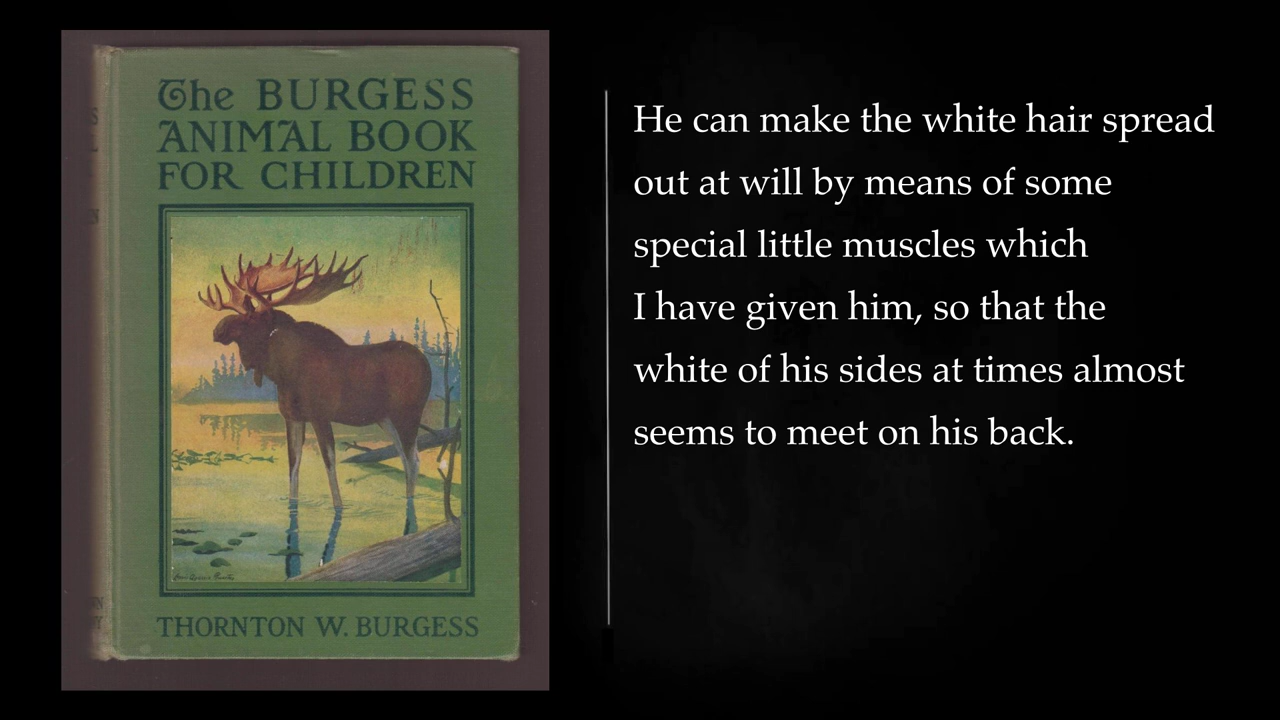 The BURGESS
ANIMAL BOOK
FOR CHILDREN
THORNTON W. BURGESS
He can make the white hair spread
out at will by means of some
special little muscles which
I have given him, so that the
white of his sides at times almost
seems to meet on his back.